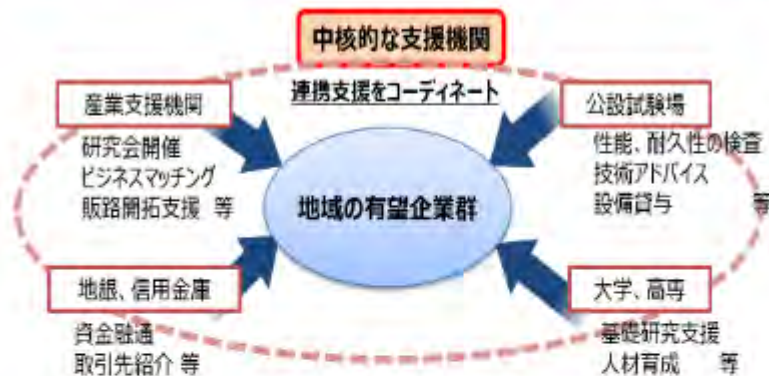 中核的な支援機関
連携支援をコーディネート
産業支援機関
研究会開催
ビジネスマッチング
販路開拓支援 等
公設試験場
性能、耐久性の検査
技術アドバイス
設備貸与 等
地域の有望企業群
地銀、信用金庫
資金融通
取引先紹介 等
大学、高専
基礎研究支援
人材育成 等